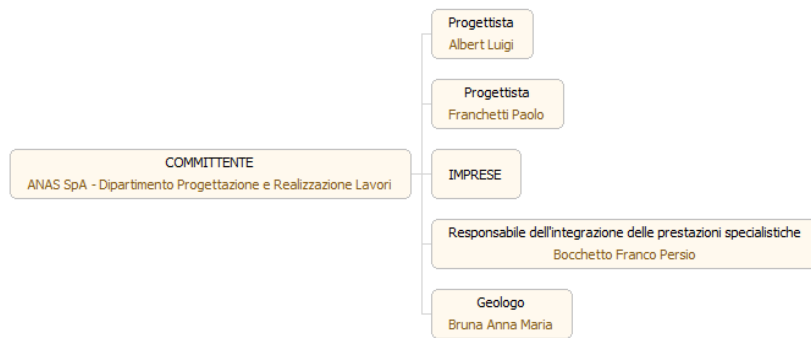 Progettista
Albert Luigi
Progettista
Franchetti Paolo
COMMITTENTE
ANAS SpA - Dipartimento Progettazione e Realizzazione Lavori
IMPRESE
Responsabile dell'integrazione delle prestazioni specialistiche
Bocchetto Franco Persio
Geologo
Bruna Anna Maria